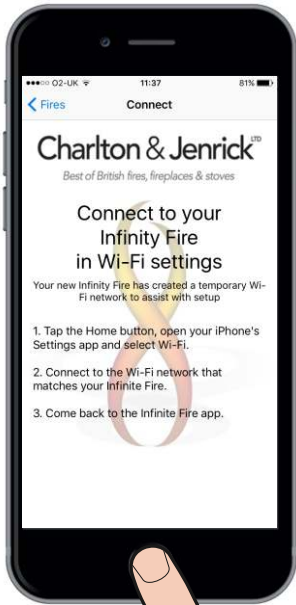 O2-UK 11:37 81%
Fires Connect
Charlton & Jenrick LTD
Best of British fires, fireplaces & stoves
Connect to your
Infinity Fire
in Wi-Fi settings
Your new Infinity Fire has created a temporary Wi-
Fi network to assist with setup
1. Tap the Home button, open your iPhone's
Settings app and select Wi-Fi.
2. Connect to the Wi-Fi network that
matches your Infinite Fire.
3. Come back to the Infinite Fire app.